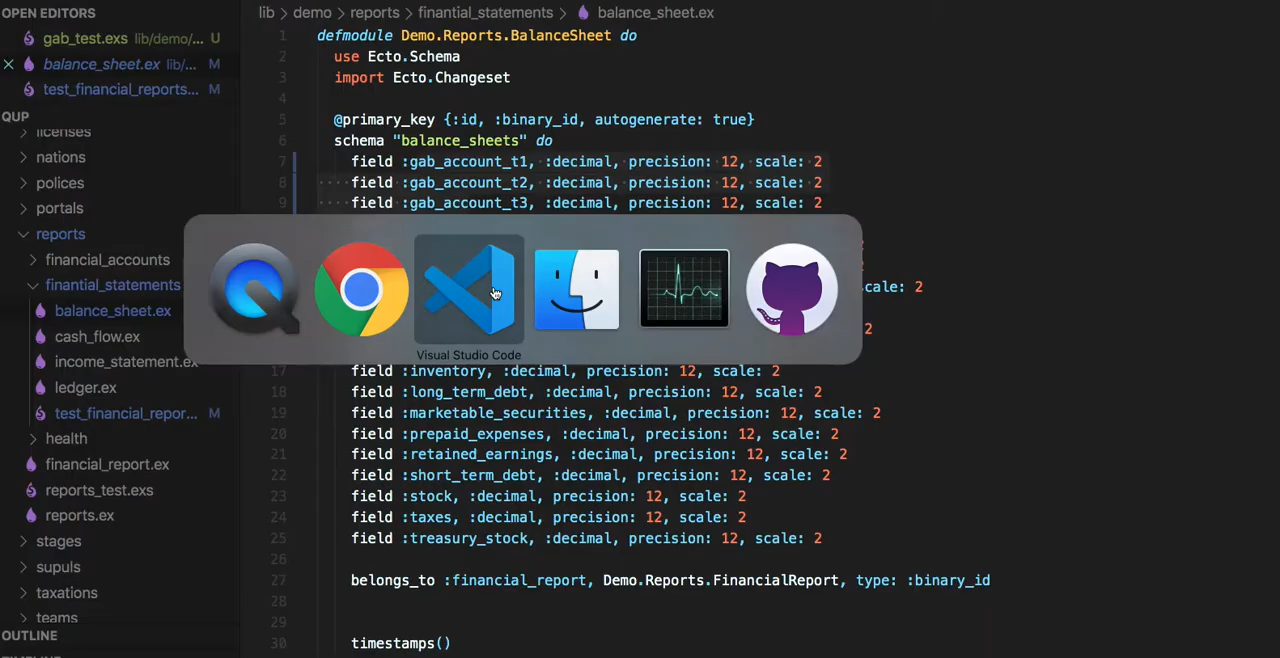 OPEN EDITORS
gab_test.exs lib/demo/... U
balance_sheet.ex lib/... M
test_financial_reports... M
QUP
licenses
nations
polices
portals
reports
financial_accounts
finantial_statements
balance_sheet.ex
cash_flow.ex
income_statement.ex
ledger.ex
test_financial_repor... M
health
financial_report.ex
reports_test.exs
reports.ex
stages
supuls
taxations
teams
OUTLINE
lib > demo > reports > finantial_statements > balance_sheet.ex
1 defmodule Demo.Reports.BalanceSheet do
2 use Ecto.Schema
3 import Ecto.Changeset
4
5 @primary_key {:id, :binary_id, autogenerate: true}
6 schema "balance_sheets" do
7 field :gab_account_t1, :decimal, precision: 12, scale: 2
8 field :gab_account_t2, :decimal, precision: 12, scale: 2
9 field :gab_account_t3, :decimal, precision: 12, scale: 2
cale: 2
2
Visual Studio Code
17 field :inventory, :decimal, precision: 12, scale: 2
18 field :long_term_debt, :decimal, precision: 12, scale: 2
19 field :marketable_securities, :decimal, precision: 12, scale: 2
20 field :prepaid_expenses, :decimal, precision: 12, scale: 2
21 field :retained_earnings, :decimal, precision: 12, scale: 2
22 field :short_term_debt, :decimal, precision: 12, scale: 2
23 field :stock, :decimal, precision: 12, scale: 2
24 field :taxes, :decimal, precision: 12, scale: 2
25 field :treasury_stock, :decimal, precision: 12, scale: 2
26
27 belongs_to :financial_report, Demo.Reports.FinancialReport, type: :binary_id
28
29
30 timestamps()